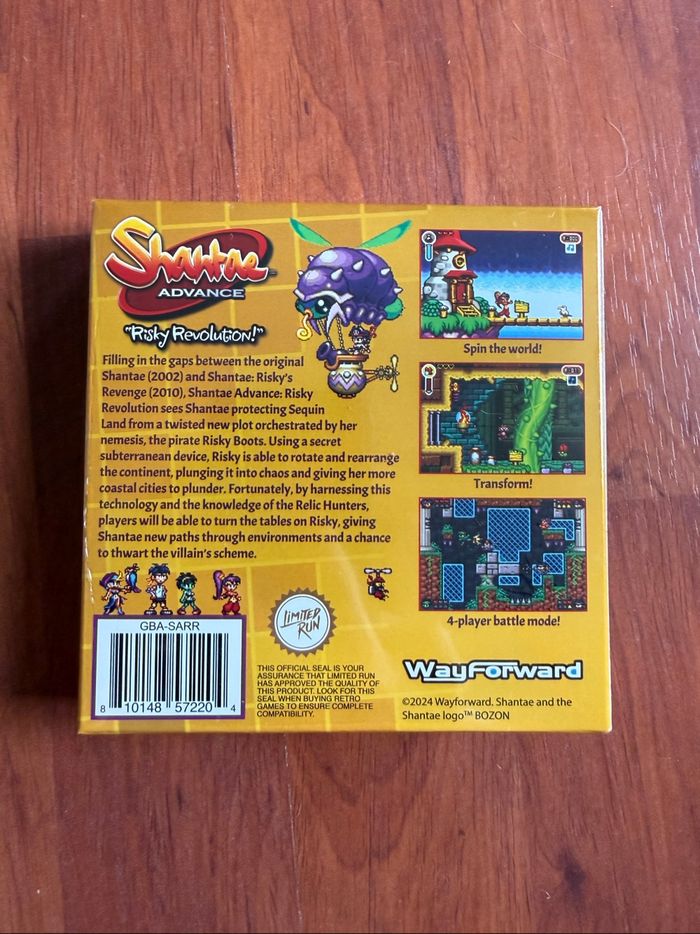 Shantae™
ADVANCE
"Risky Revolution!"
Filling in the gaps between the original
Shantae (2002) and Shantae: Risky's
Revenge (2010), Shantae Advance: Risky
Revolution sees Shantae protecting Sequin
Land from a twisted new plot orchestrated by her
nemesis, the pirate Risky Boots. Using a secret
subterranean device, Risky is able to rotate and rearrange
the continent, plunging it into chaos and giving her more
coastal cities to plunder. Fortunately, by harnessing this
technology and the knowledge of the Relic Hunters,
players will be able to turn the tables on Risky, giving
Shantae new paths through environments and a chance
to thwart the villain's scheme.
Spin the world!
Transform!
4-player battle mode!
GBA-SARR
8 10148 57220 4
LIMITED
RUN
THIS OFFICIAL SEAL IS YOUR
ASSURANCE THAT LIMITED RUN
HAS APPROVED THE QUALITY OF
THIS PRODUCT. LOOK FOR THIS
SEAL WHEN BUYING RETRO
GAMES TO ENSURE COMPLETE
COMPATIBILITY.
WayForward
©2024 Wayforward. Shantae and the
Shantae logo™ BOZON